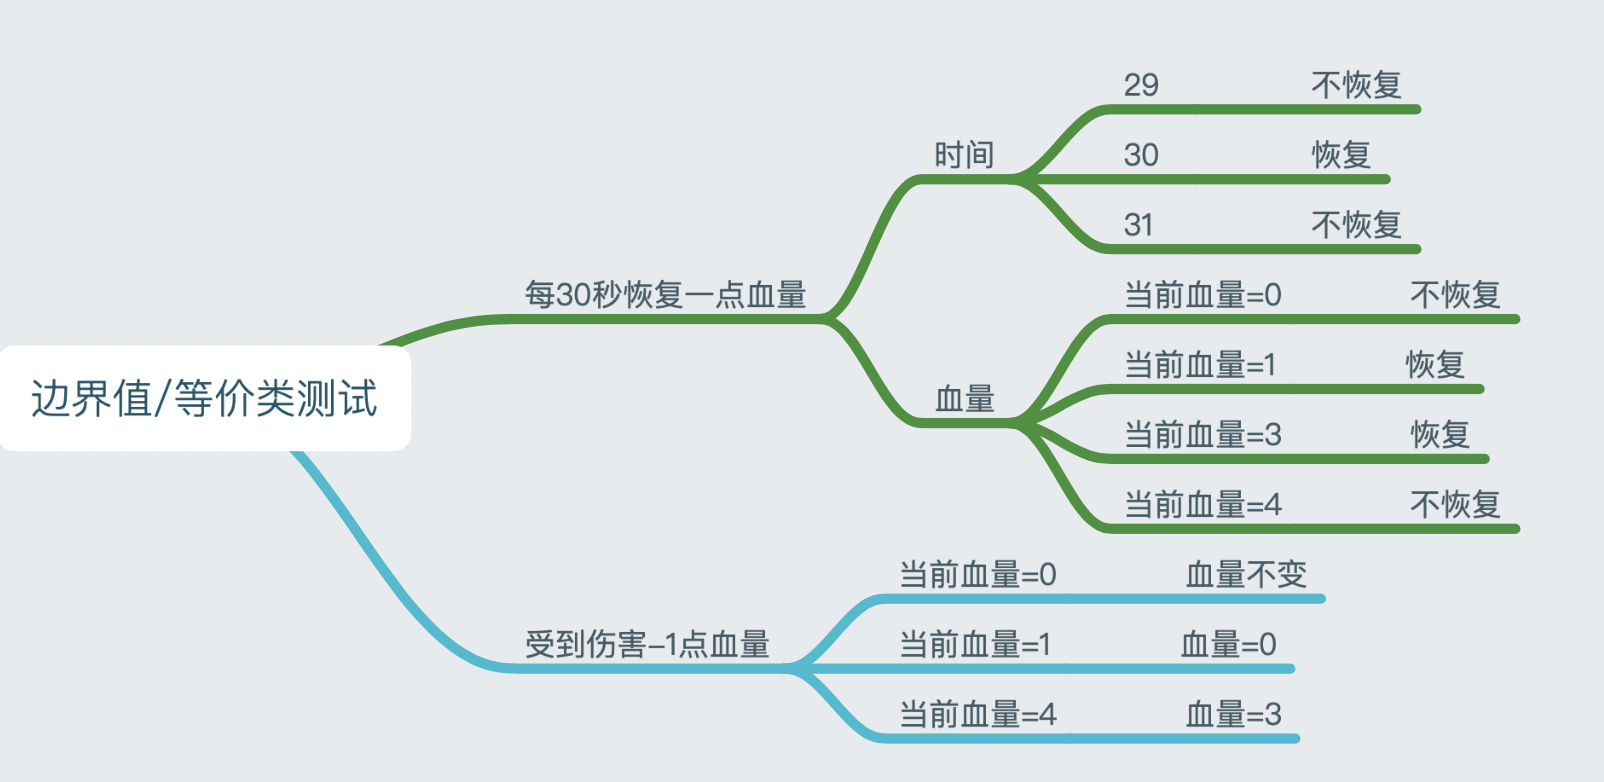 边界值/等价类测试
每30秒恢复一点血量
时间
29 不恢复
30 恢复
31 不恢复
血量
当前血量=0 不恢复
当前血量=1 恢复
当前血量=3 恢复
当前血量=4 不恢复
受到伤害-1点血量
当前血量=0 血量不变
当前血量=1 血量=0
当前血量=4 血量=3